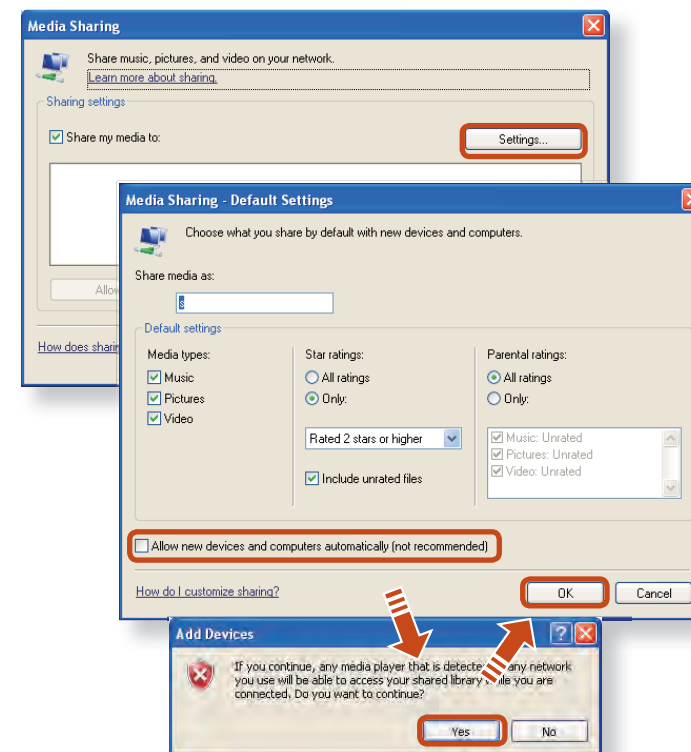 Media Sharing
Share music, pictures, and video on your network.
Learn more about sharing.
Sharing settings
Share my media to:
Settings...
Allow
How does sharin
Media Sharing - Default Settings
Choose what you share by default with new devices and computers.
Share media as:
s
Default settings
Media types:
Music
Pictures
Video
Star ratings:
All ratings
Only:
Rated 2 stars or higher
Include unrated files
Parental ratings:
All ratings
Only:
Music: Unrated
Pictures: Unrated
Video: Unrated
Allow new devices and computers automatically (not recommended)
How do I customize sharing?
OK
Cancel
Add Devices
If you continue, any media player that is detecte any network
you use will be able to access your shared library while you are
connected. Do you want to continue?
Yes
No